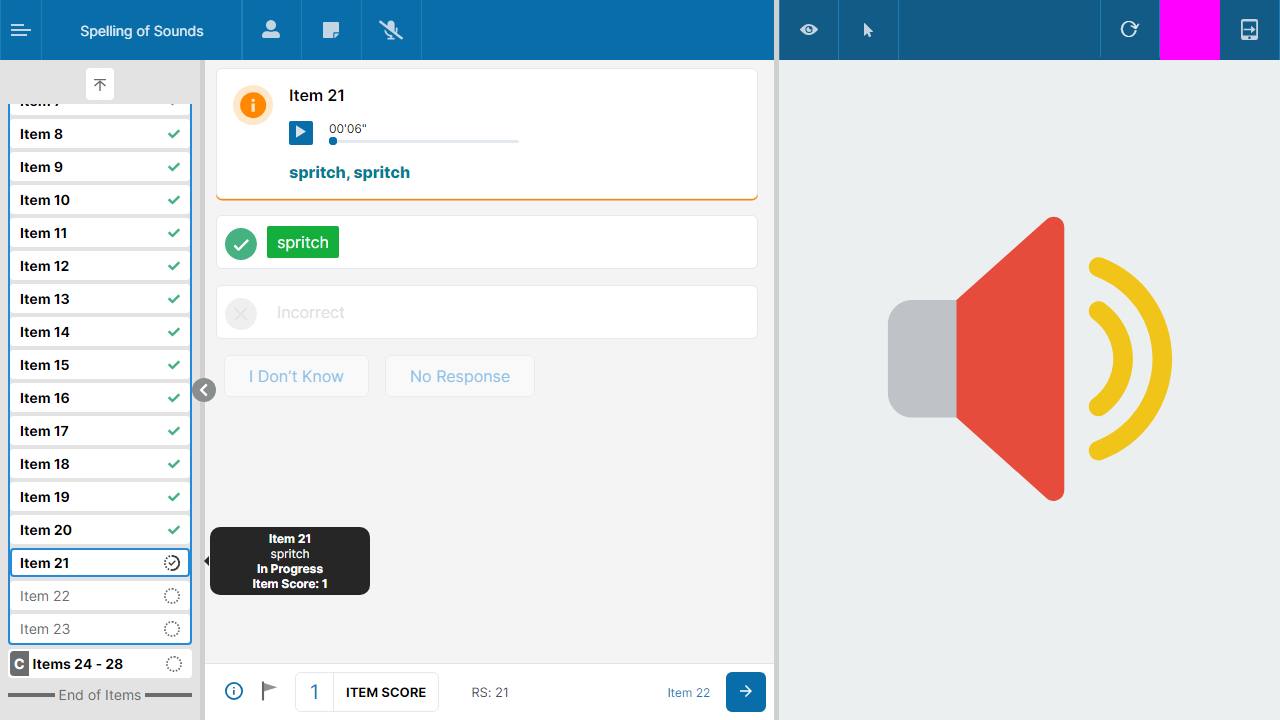 Spelling of Sounds
Item 8
Item 9
Item 10
Item 11
Item 12
Item 13
Item 14
Item 15
Item 16
Item 17
Item 18
Item 19
Item 20
Item 21
Item 22
Item 23
C Items 24 - 28
End of Items
Item 21
00'06"
spritch, spritch
spritch
Incorrect
I Don't Know
No Response
Item 21
spritch
In Progress
Item Score: 1
1 ITEM SCORE
RS: 21
Item 22